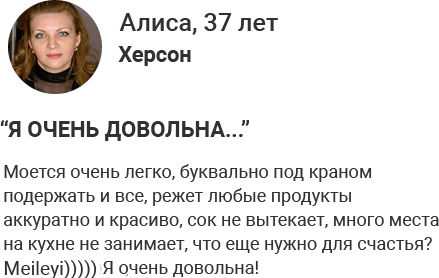 Алиса, 37 лет
Херсон
“Я ОЧЕНЬ ДОВОЛЬНА...”
Моется очень легко, буквально под краном
подержать и все, режет любые продукты
аккуратно и красиво, сок не вытекает, много места
на кухне не занимает, что еще нужно для счастья?
Meileyi))))) Я очень довольна!